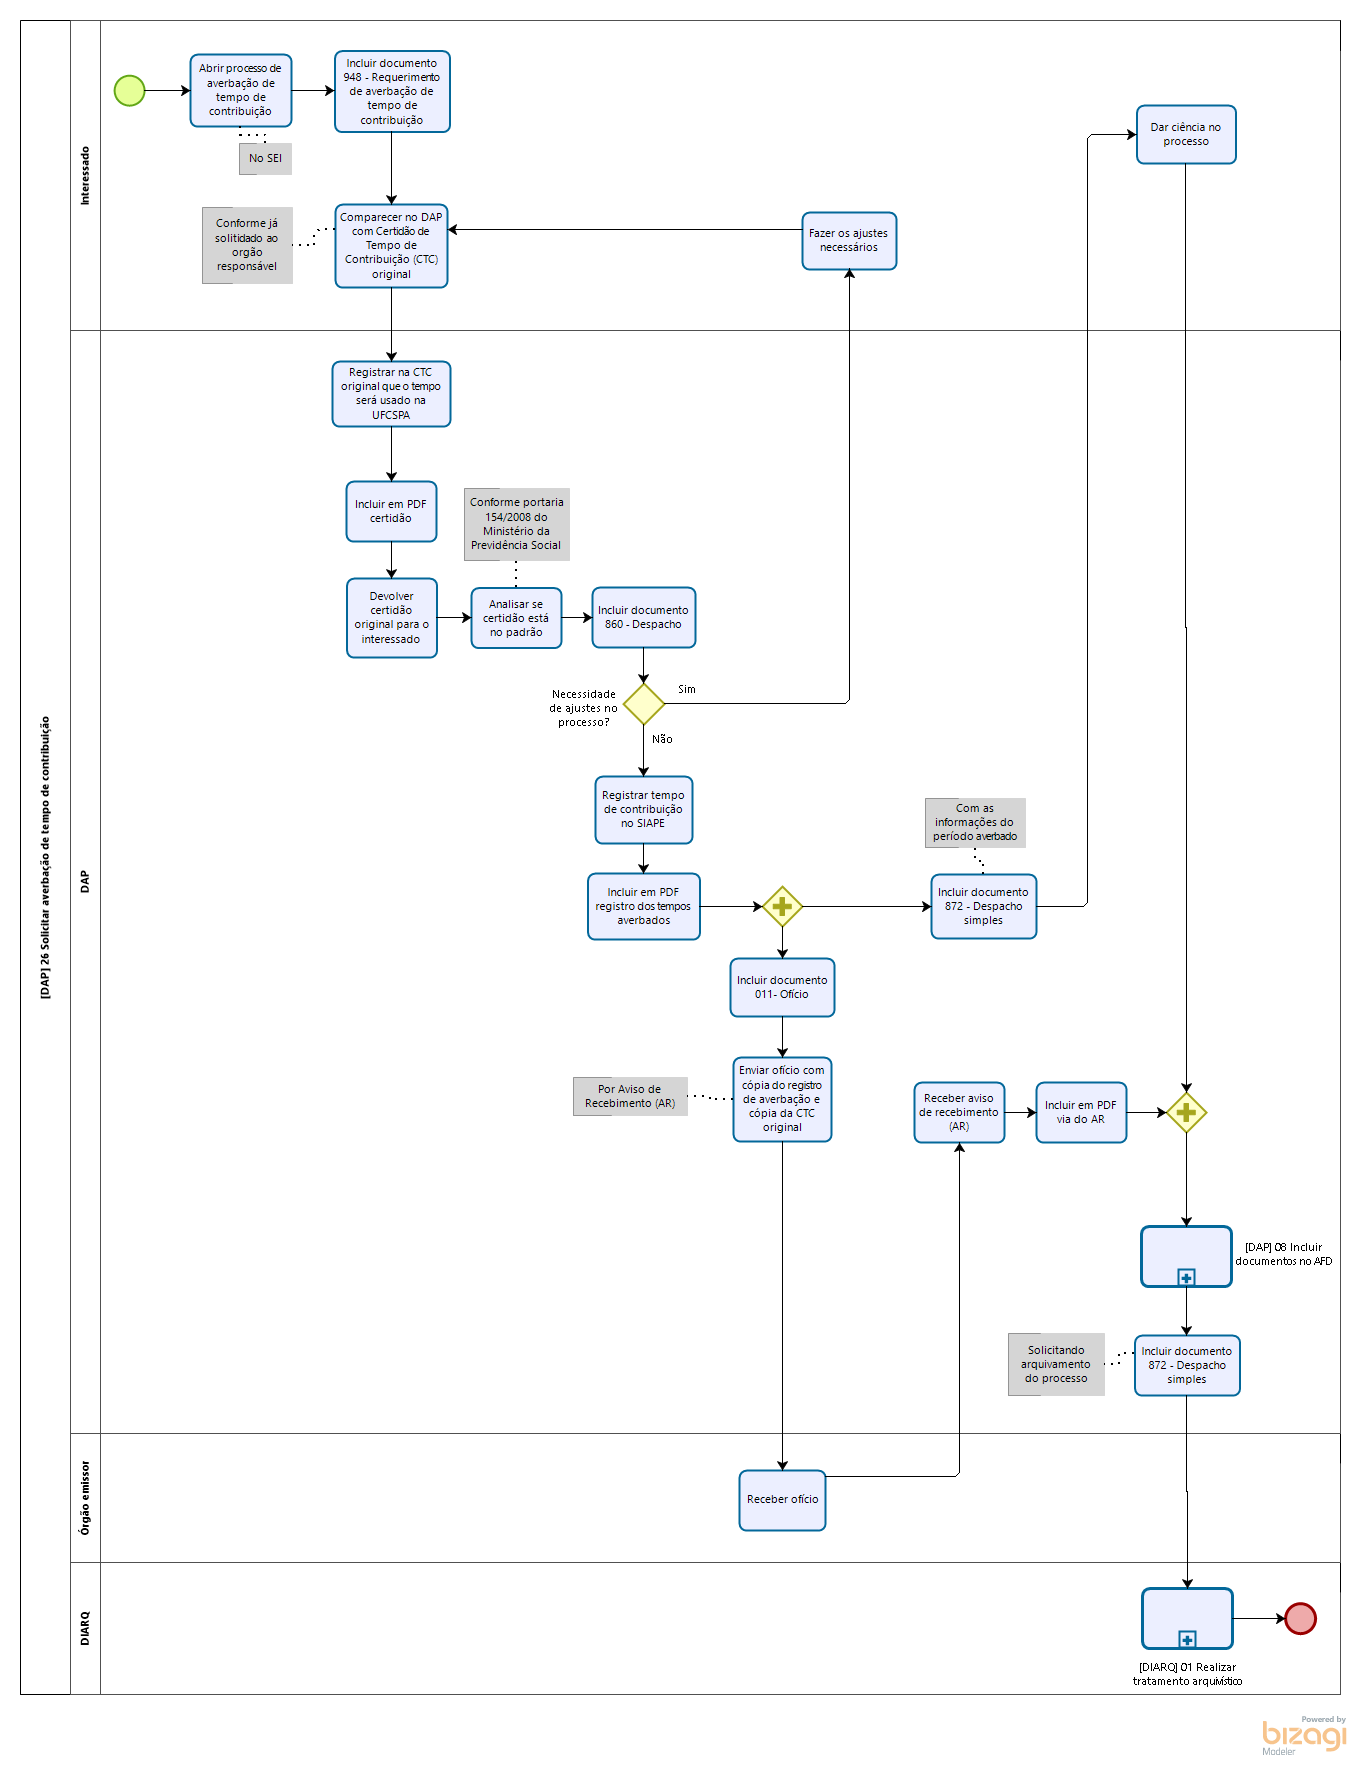 [DAP] 26 Solicitar averbação de tempo de contribuição
Interessado
Abrir processo de
averbação de
tempo de
contribuição
No SEI
Incluir documento
948 - Requerimento
de averbação de
tempo de
contribuição
Conforme já
solitidado ao
orgão
responsável
Comparecer no DAP
com Certidão de
Tempo de
Contribuição (CTC)
original
Fazer os ajustes
necessários
Dar ciência no
processo
DAP
Registrar na CTC
original que o tempo
será usado na
UFCSPA
Incluir em PDF
certidão
Devolver
certidão
original para o
interessado
Conforme portaria
154/2008 do
Ministério da
Previdência Social
Analisar se
certidão está
no padrão
Incluir documento
860 - Despacho
Necessidade
de ajustes no
processo?
Sim
Não
Registrar tempo
de contribuição
no SIAPE
Incluir em PDF
registro dos tempos
averbados
Com as
informações do
período averbado
Incluir documento
872 - Despacho
simples
Incluir documento
011- Ofício
Por Aviso de
Recebimento (AR)
Enviar ofício com
cópia do registro
de averbação e
cópia da CTC
original
Receber aviso
de recebimento
(AR)
Incluir em PDF
via do AR
[DAP] 08 Incluir
documentos no AFD
Solicitando
arquivamento
do processo
Incluir documento
872 - Despacho
simples
Órgão emissor
Receber ofício
DIARQ
[DIARQ] 01 Realizar
tratamento arquivístico
Powered by
bizagi
Modeler